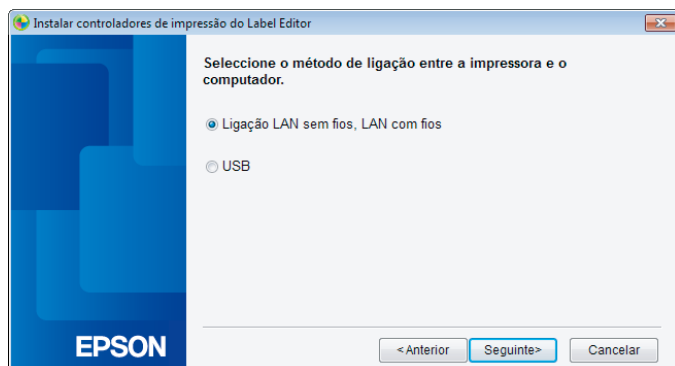 Instalar controladores de impressão do Label Editor
Seleccione o método de ligação entre a impressora e o
computador.
Ligação LAN sem fios, LAN com fios
USB
EPSON
<Anterior
Seguinte>
Cancelar